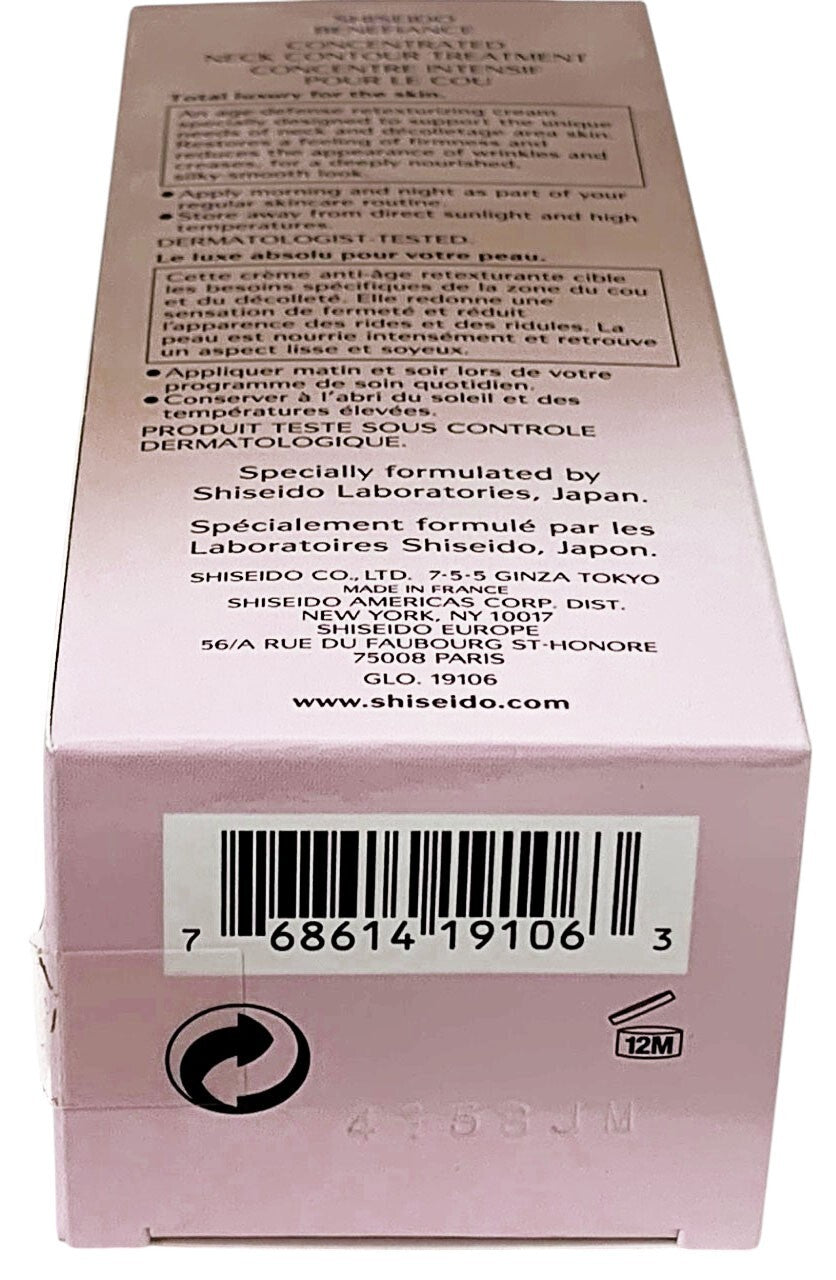 SHISEIDO
BENEFIANCE
CONCENTRATED
NECK CONTOUR TREATMENT
CONCENTRE INTENSIF
POUR LE COU
Total luxury for the skin.
An age defense retexturizing cream
specially designed to support the unique
needs of neck and décolletage area skin.
Restores a feeling of firmness and
reduces the appearance of wrinkles and
creases, for a deeply nourished,
silky-smooth look.
● Apply morning and night as part of your
regular skincare routine.
● Store away from direct sunlight and high
temperatures.
DERMATOLOGIST-TESTED.
Le luxe absolu pour votre peau.
Cette crème anti-âge retexturante cible
les besoins spécifiques de la zone du cou
et du décolleté. Elle redonne une
sensation de fermeté et réduit
l'apparence des rides et des ridules. La
peau est nourrie intensément et retrouve
un aspect lisse et soyeux.
● Appliquer matin et soir lors de votre
programme de soin quotidien.
● Conserver à l'abri du soleil et des
températures élevées.
PRODUIT TESTE SOUS CONTROLE
DERMATOLOGIQUE.
Specially formulated by
Shiseido Laboratories, Japan.
Spécialement formulé par les
Laboratoires Shiseido, Japon.
SHISEIDO CO., LTD. 7-5-5 GINZA TOKYO
MADE IN FRANCE
SHISEIDO AMERICAS CORP. DIST.
NEW YORK, NY 10017
SHISEIDO EUROPE
56/A RUE DU FAUBOURG ST-HONORE
75008 PARIS
GLO. 19106
www.shiseido.com
7 68614 19106 3
12M